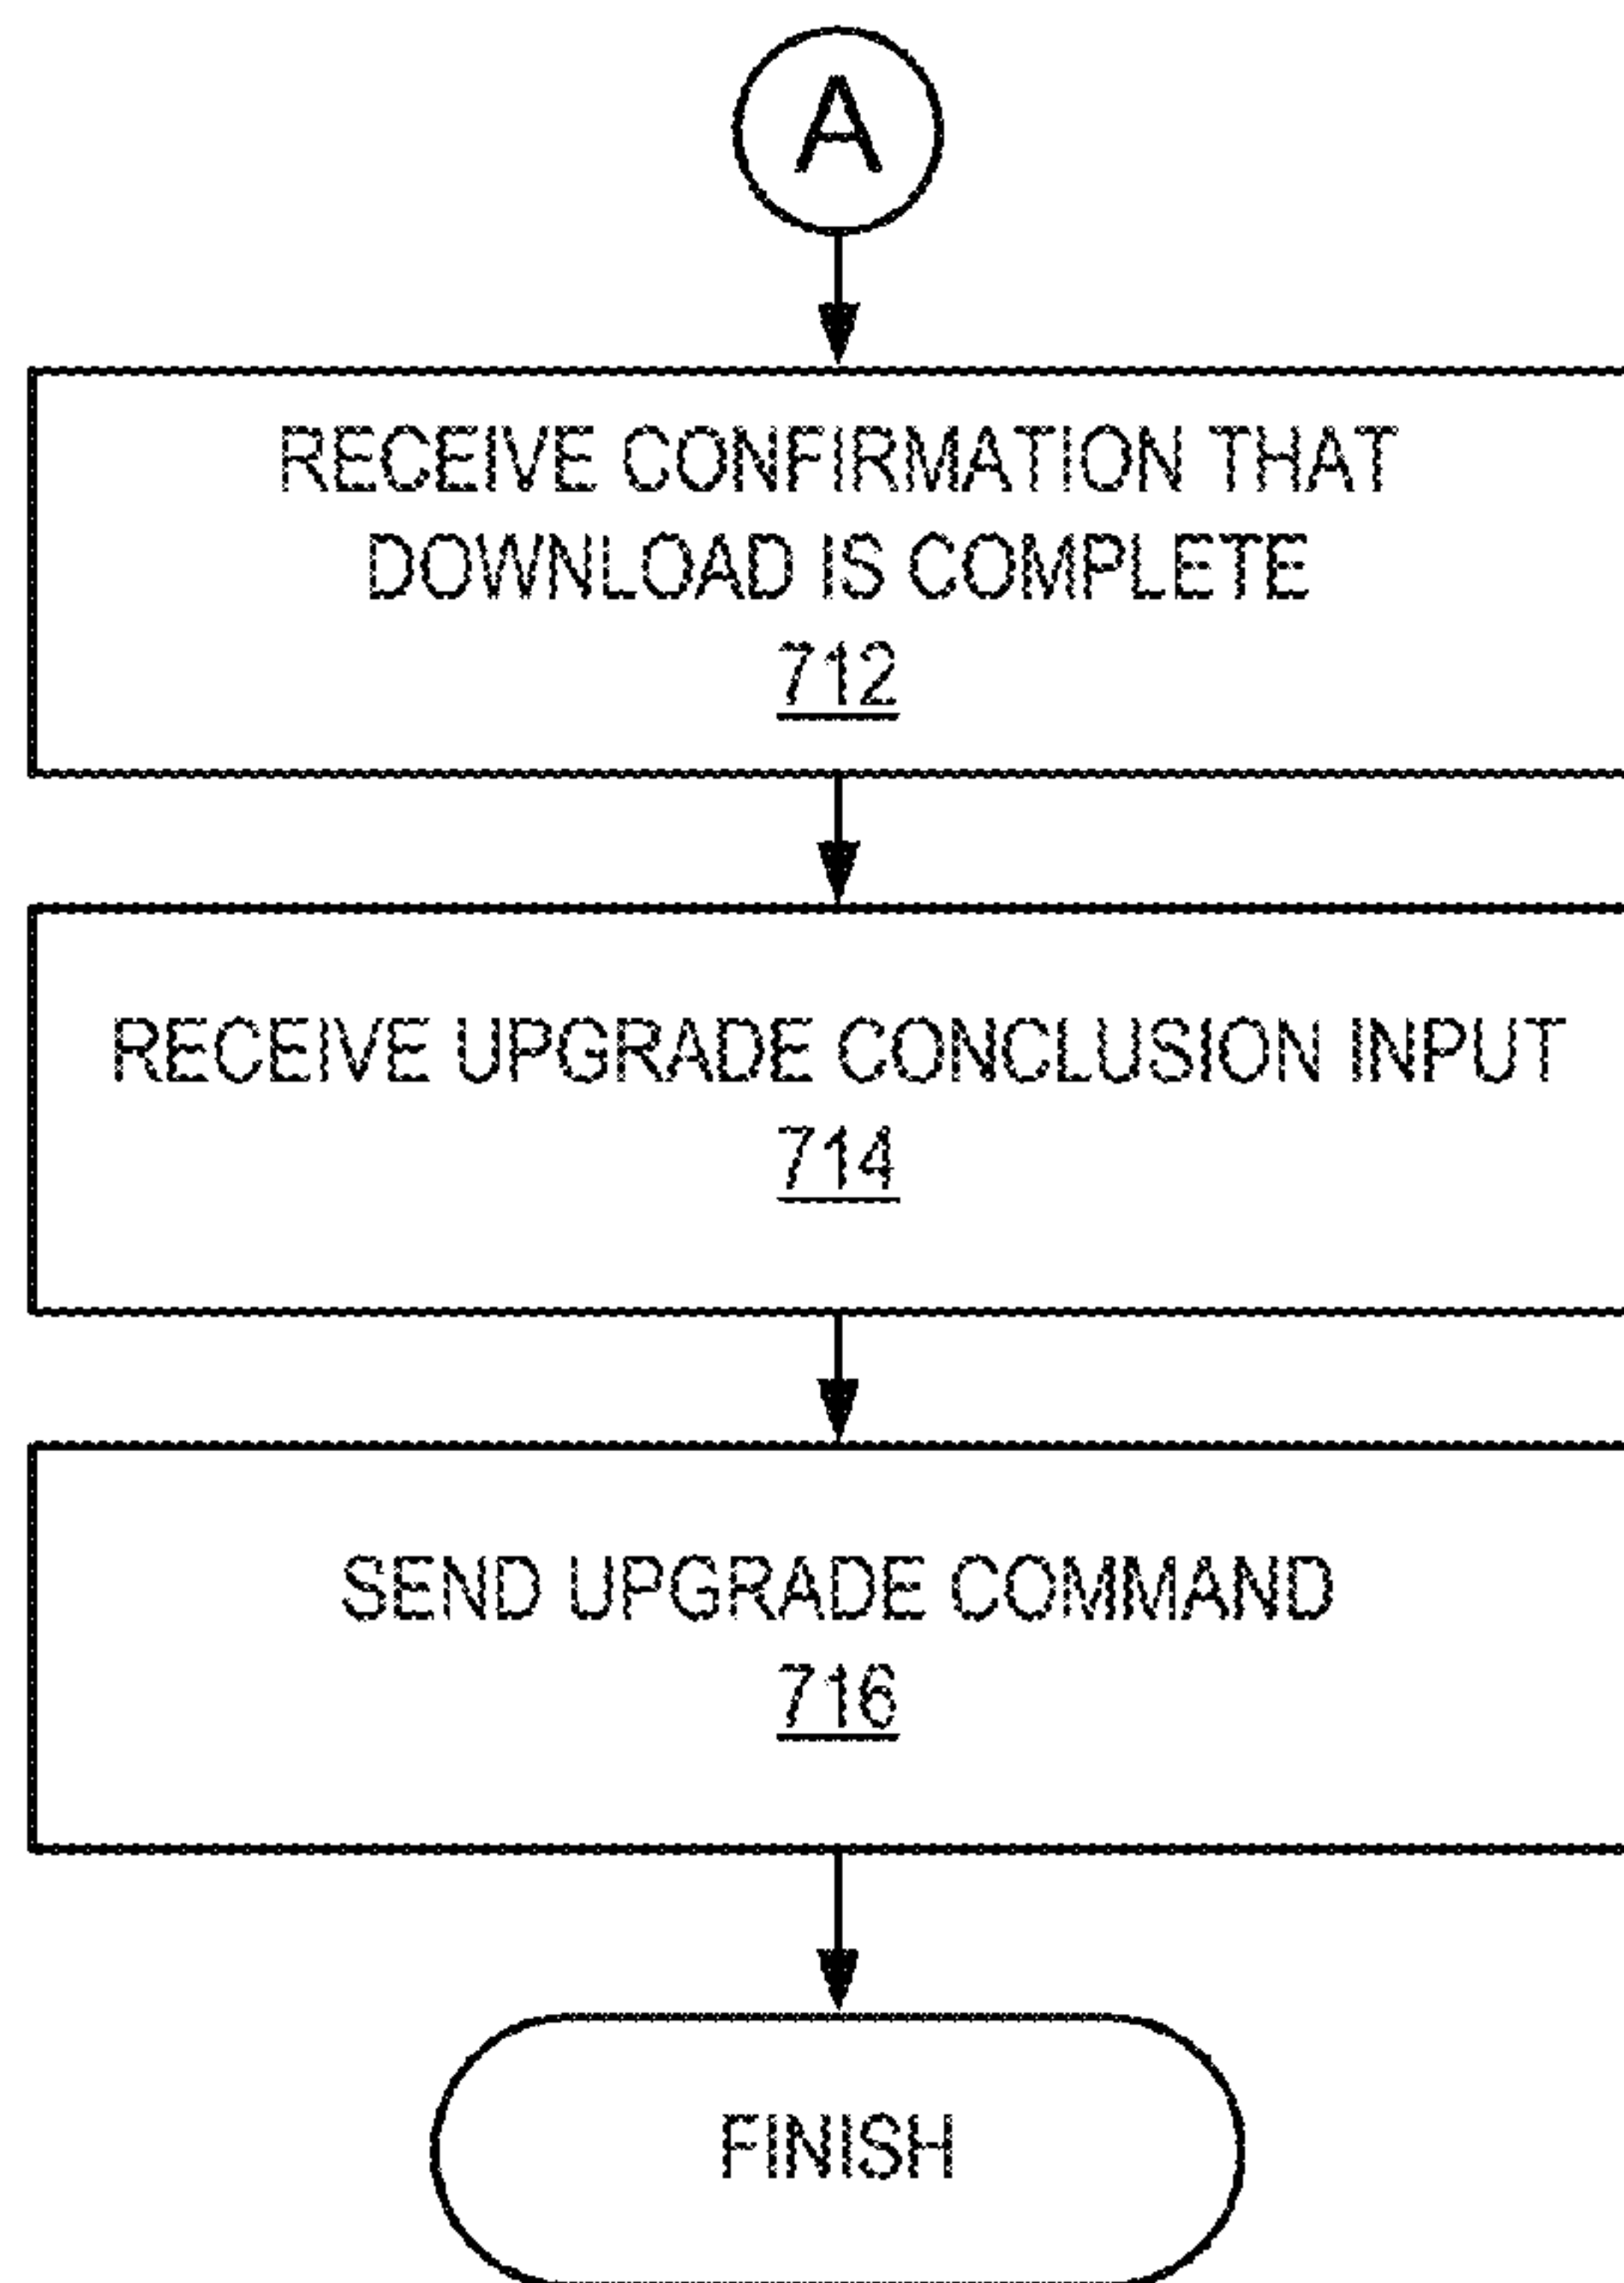 A
RECEIVE CONFIRMATION THAT
DOWNLOAD IS COMPLETE
712
RECEIVE UPGRADE CONCLUSION INPUT
714
SEND UPGRADE COMMAND
716
FINISH